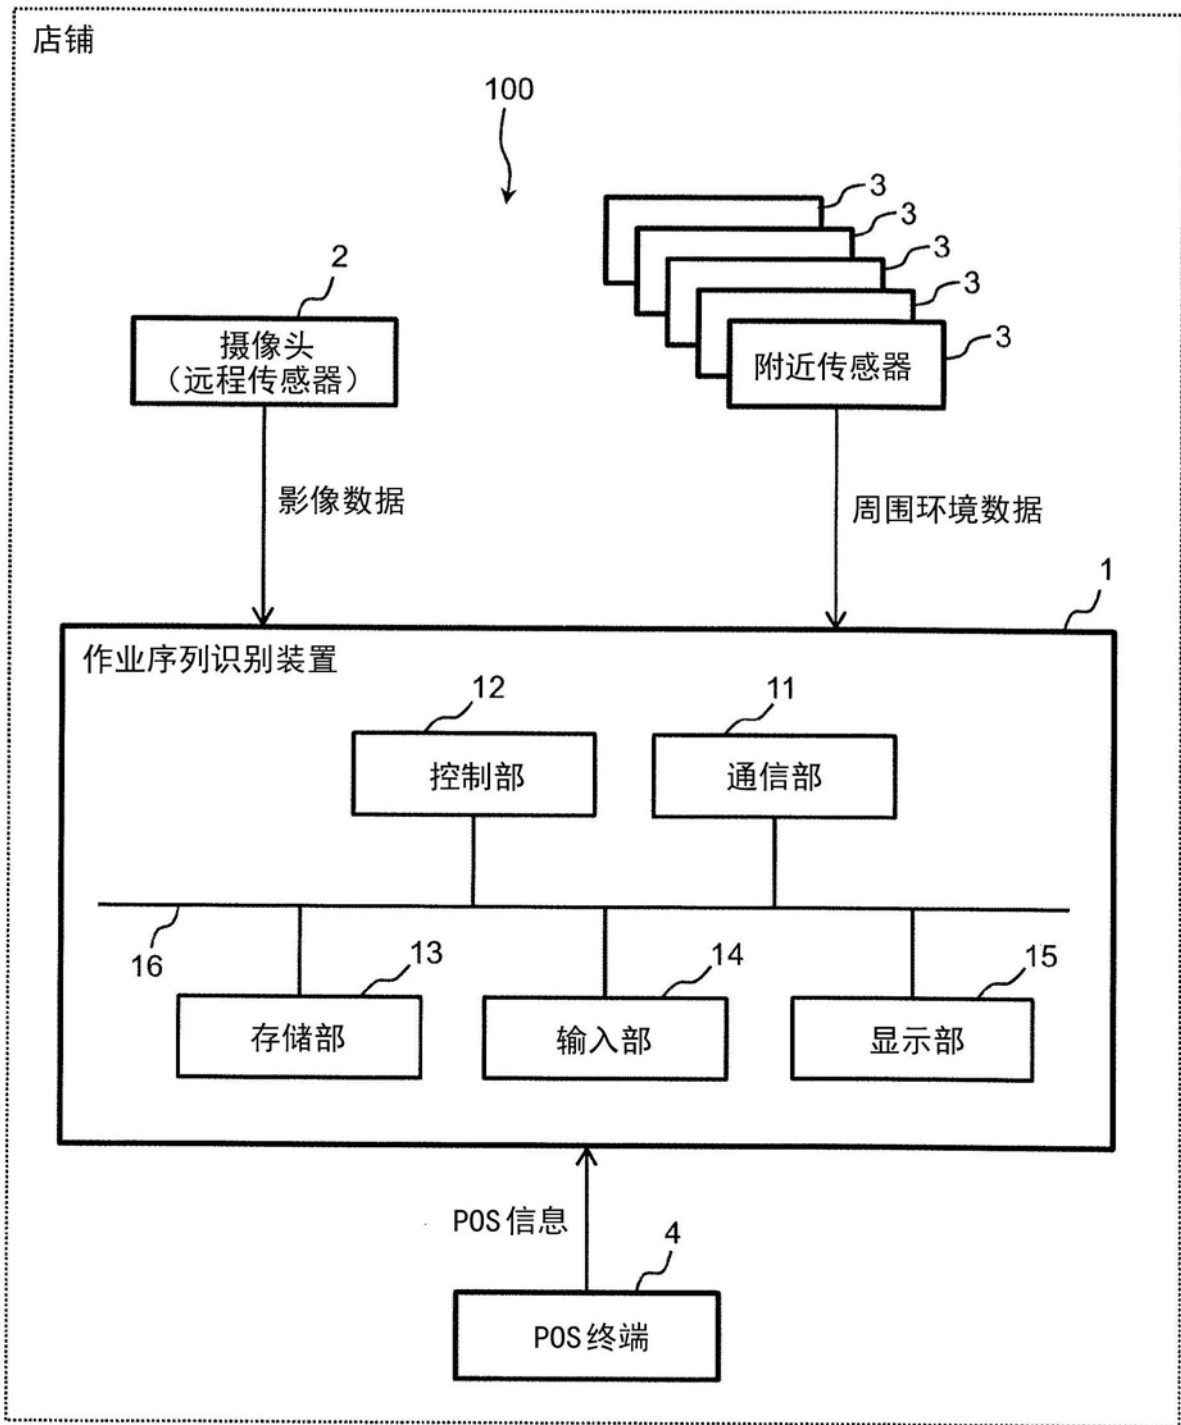 店铺
100
3
3
3
3
3
2
摄像头
（远程传感器）
附近传感器
影像数据
周围环境数据
1
作业序列识别装置
12
11
控制部
通信部
16
13
14
15
存储部
输入部
显示部
POS信息
4
POS终端